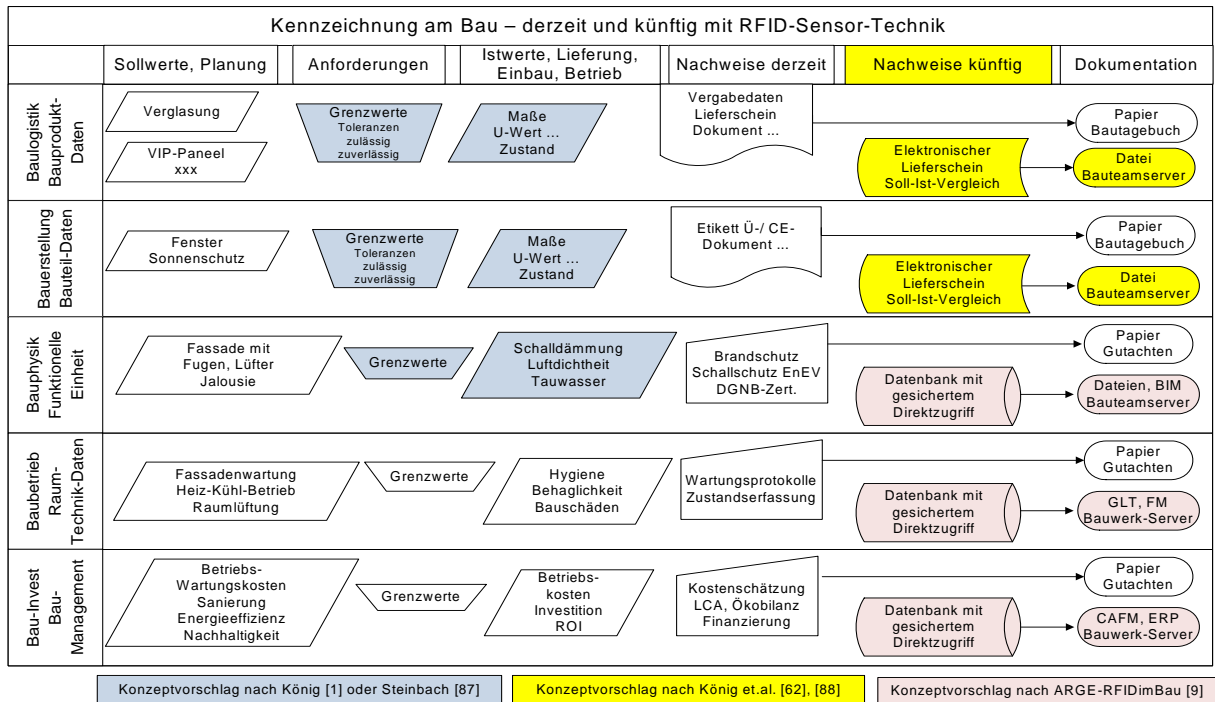 Kennzeichnung am Bau – derzeit und künftig mit RFID-Sensor-Technik
Sollwerte, Planung
Anforderungen
Istwerte, Lieferung,
Einbau, Betrieb
Nachweise derzeit
Nachweise künftig
Dokumentation
Baulogistik
Bauprodukt-
Daten
Verglasung
VIP-Paneel
xxx
Grenzwerte
Toleranzen
zulässig
zuverlässig
Maße
U-Wert ...
Zustand
Vergabedaten
Lieferschein
Dokument ...
Elektronischer
Lieferschein
Soll-Ist-Vergleich
Papier
Bautagebuch
Datei
Bauteamserver
Bauerstellung
Bauteil-Daten
Fenster
Sonnenschutz
Grenzwerte
Toleranzen
zulässig
zuverlässig
Maße
U-Wert ...
Zustand
Etikett Ü-/ CE-
Dokument ...
Elektronischer
Lieferschein
Soll-Ist-Vergleich
Papier
Bautagebuch
Datei
Bauteamserver
Bauphysik
Funktionelle
Einheit
Fassade mit
Fugen, Lüfter
Jalousie
Grenzwerte
Schalldämmung
Luftdichtheit
Tauwasser
Brandschutz
Schallschutz EnEV
DGNB-Zert.
Datenbank mit
gesichertem
Direktzugriff
Papier
Gutachten
Dateien, BIM
Bauteamserver
Baubetrieb
Raum-
Technik-Daten
Fassadenwartung
Heiz-Kühl-Betrieb
Raumlüftung
Grenzwerte
Hygiene
Behaglichkeit
Bauschäden
Wartungsprotokolle
Zustandserfassung
Datenbank mit
gesichertem
Direktzugriff
Papier
Gutachten
GLT, FM
Bauwerk-Server
Bau-Invest
Bau-
Management
Betriebs-
Wartungskosten
Sanierung
Energieeffizienz
Nachhaltigkeit
Grenzwerte
Betriebs-
kosten
Investition
ROI
Kostenschätzung
LCA, Ökobilanz
Finanzierung
Datenbank mit
gesichertem
Direktzugriff
Papier
Gutachten
CAFM, ERP
Bauwerk-Server
Konzeptvorschlag nach König [1] oder Steinbach [87]
Konzeptvorschlag nach König et.al. [62], [88]
Konzeptvorschlag nach ARGE-RFIDimBau [9]